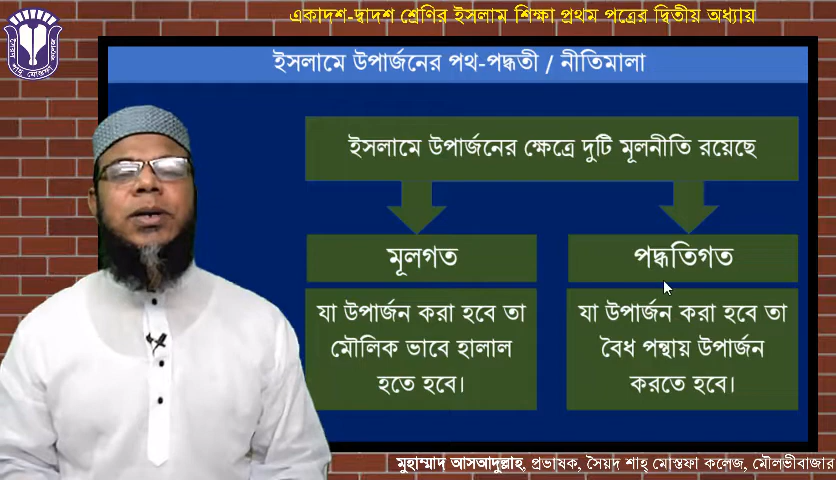 একাদশ-দ্বাদশ শ্রেণির ইসলাম শিক্ষা প্রথম পত্রের দ্বিতীয় অধ্যায়
সৈয়দ শাহ্ মোস্তফা কলেজ
ইসলামে উপার্জনের পথ-পদ্ধতী / নীতিমালা
ইসলামে উপার্জনের ক্ষেত্রে দুটি মূলনীতি রয়েছে
মূলগত
পদ্ধতিগত
যা উপার্জন করা হবে তা
মৌলিক ভাবে হালাল
হতে হবে।
যা উপার্জন করা হবে তা
বৈধ পন্থায় উপার্জন
করতে হবে।
মুহাম্মাদ আসআদুল্লাহ, প্রভাষক, সৈয়দ শাহ্ মোস্তফা কলেজ, মৌলভীবাজার